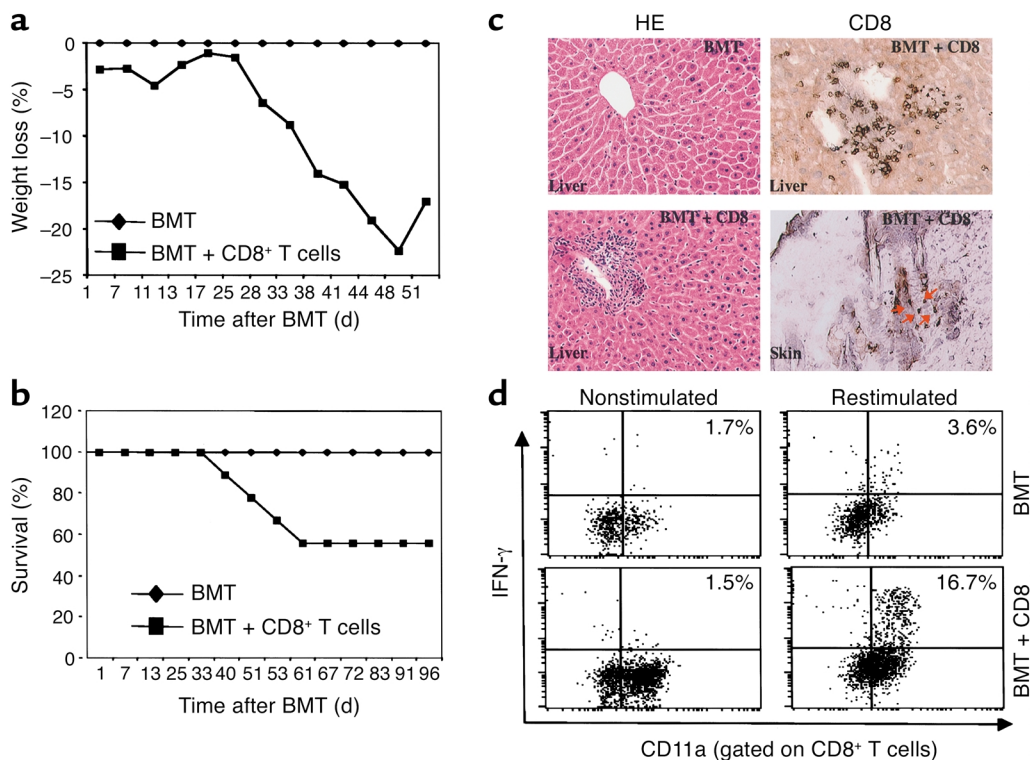 a
Weight loss (%)
0
–5
–10
–15
–20
–25
BMT
BMT + CD8⁺ T cells
1 7 11 13 17 25 28 33 38 41 44 48 51
Time after BMT (d)
b
Survival (%)
120
100
80
60
40
20
0
BMT
BMT + CD8⁺ T cells
1 7 13 25 33 40 51 53 61 67 72 83 91 96
Time after BMT (d)
c
HE CD8
BMT
Liver
BMT + CD8
Liver
BMT + CD8
Liver
BMT + CD8
Skin
d
Nonstimulated Restimulated
1.7% 3.6%
BMT
1.5% 16.7%
BMT + CD8
IFN-γ
CD11a (gated on CD8⁺ T cells)